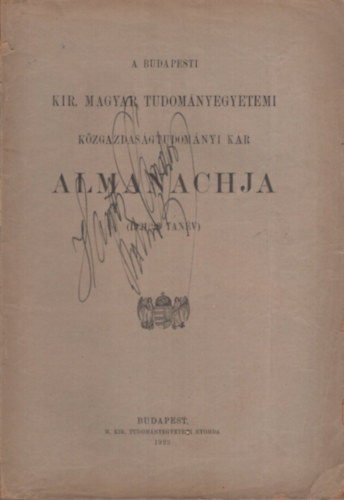 A BUDAPESTI
KIR. MAGYAR TUDOMÁNYEGYETEMI
KÖZGAZDASÁGTUDOMÁNYI KAR
ALMANACHJA
TANÉV)
BUDAPEST.
M. KIR. TUDOMÁNYEGYETEMI NYOMDA